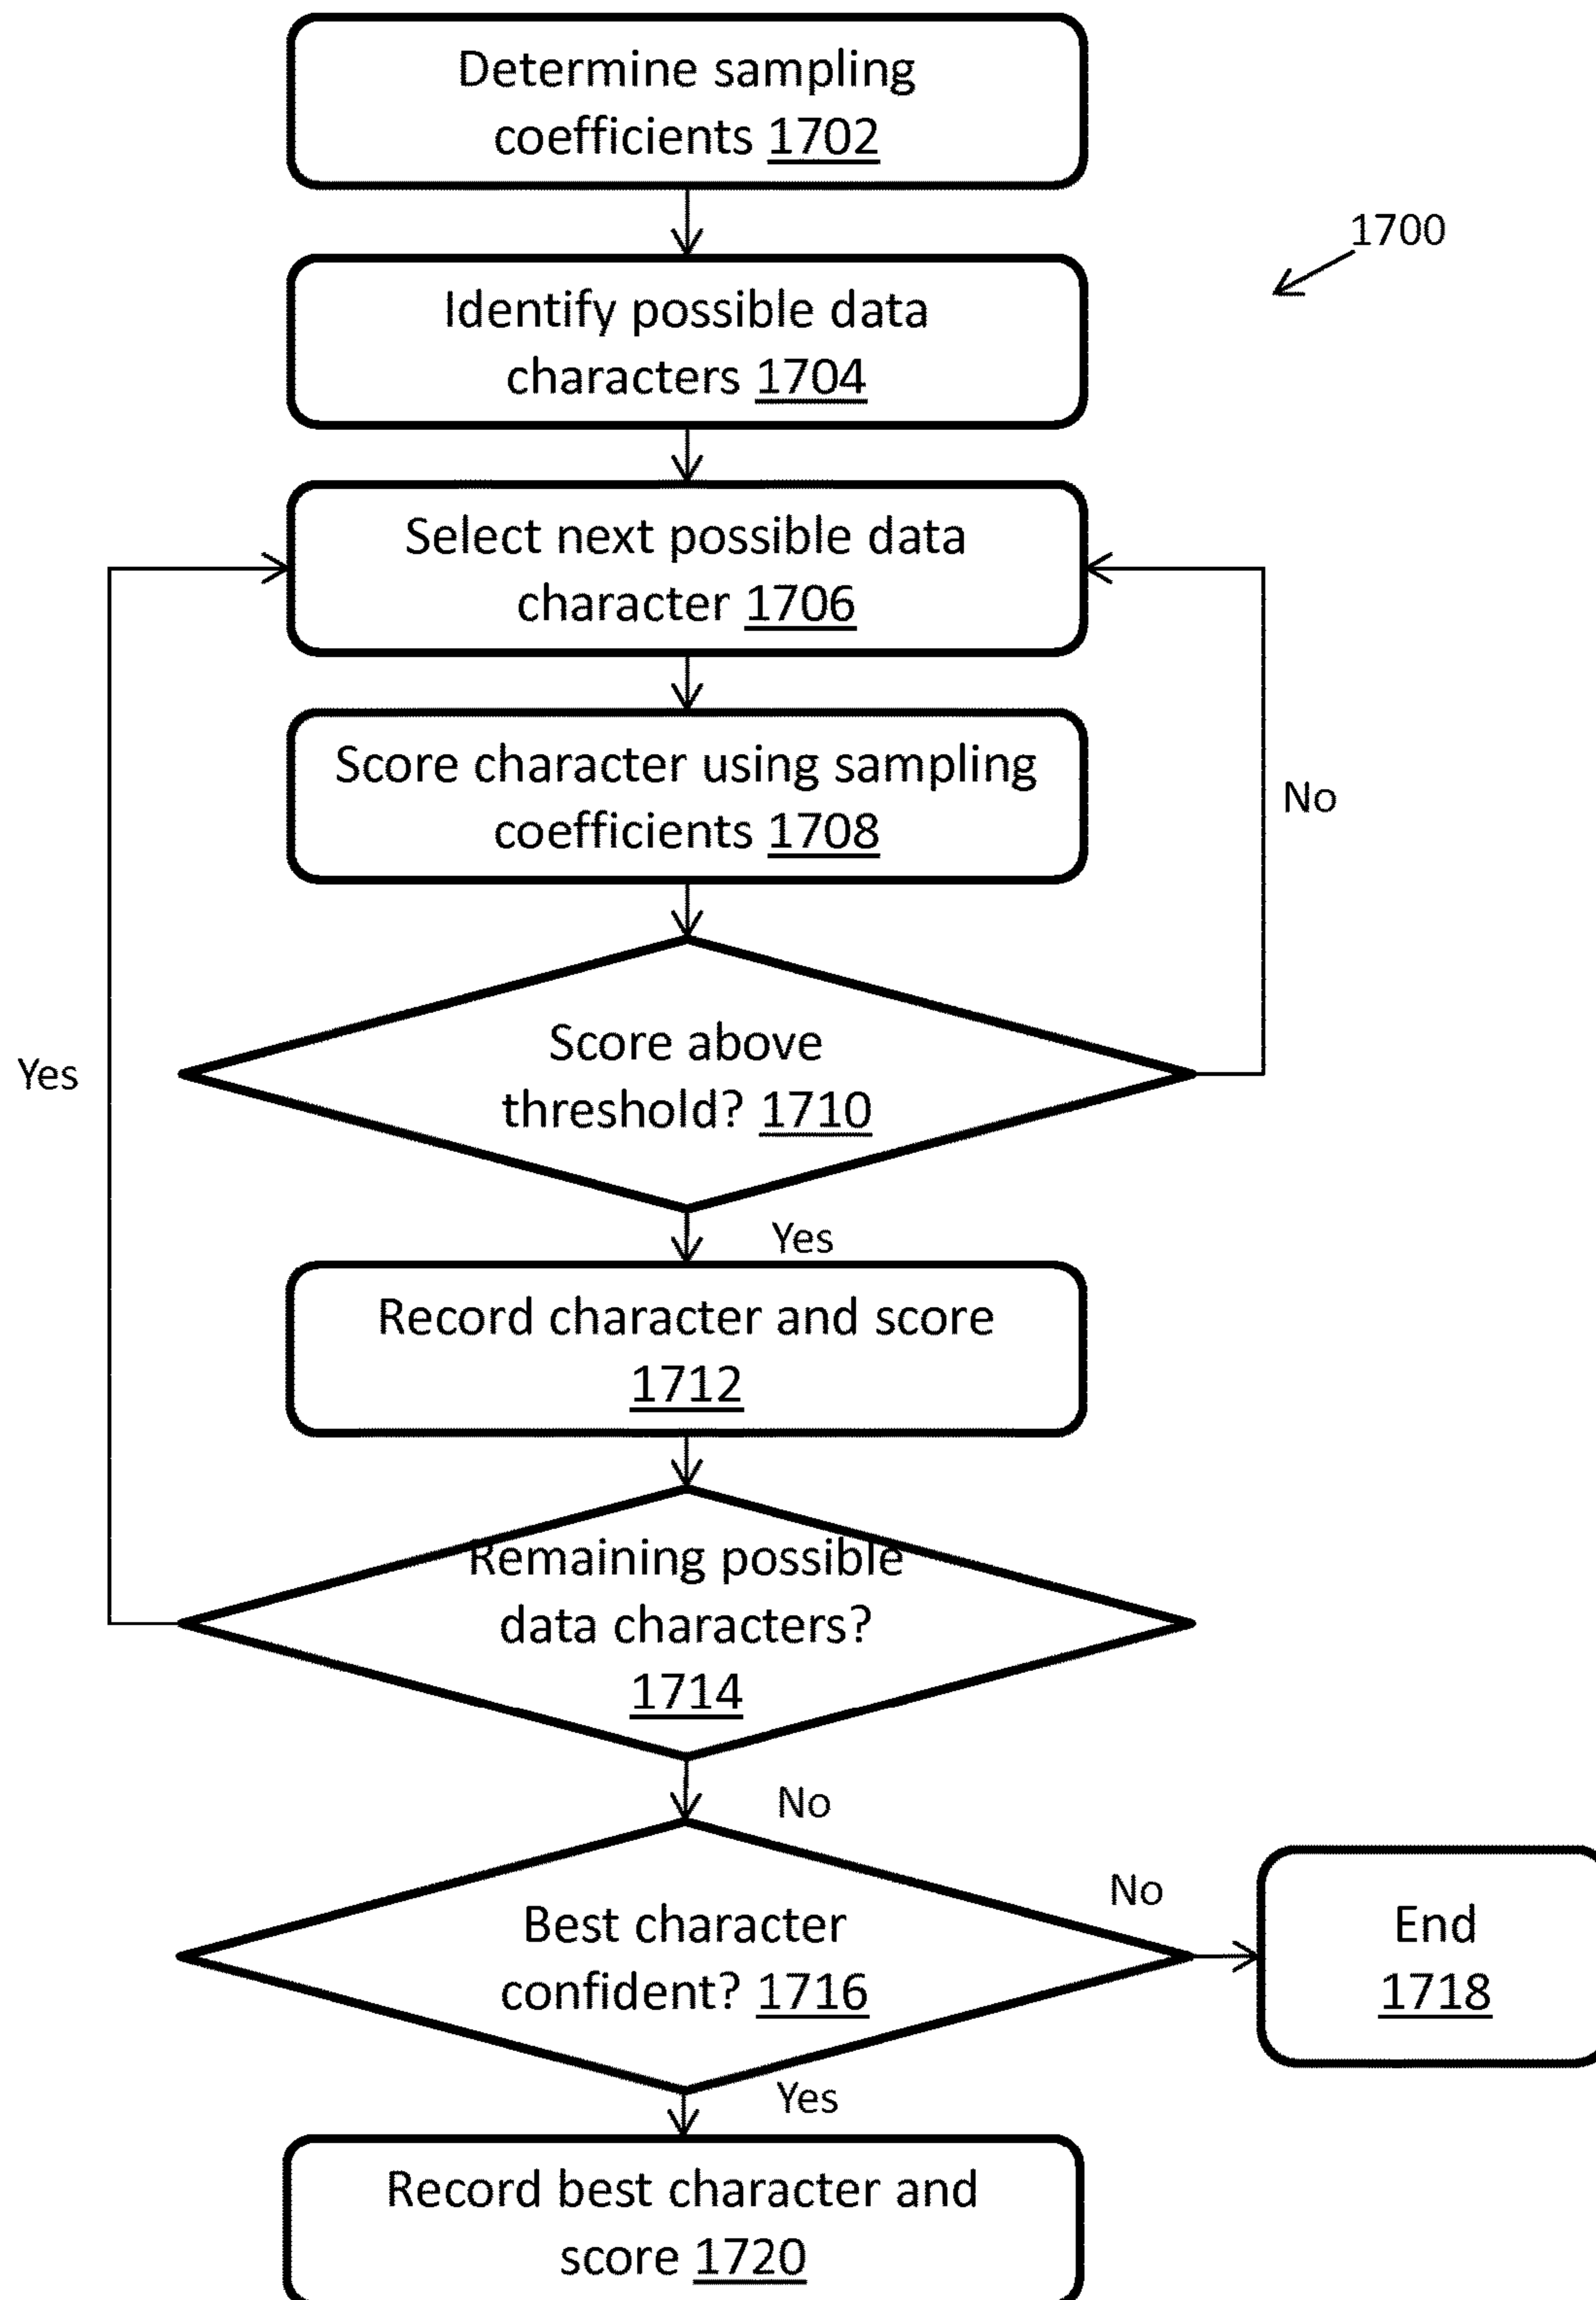 Determine sampling
coefficients 1702
1700
Identify possible data
characters 1704
Select next possible data
character 1706
Score character using sampling
coefficients 1708
No
Score above
threshold? 1710
Yes
Yes
Record character and score
1712
Remaining possible
data characters?
1714
No
No
Best character
confident? 1716
End
1718
Yes
Record best character and
score 1720